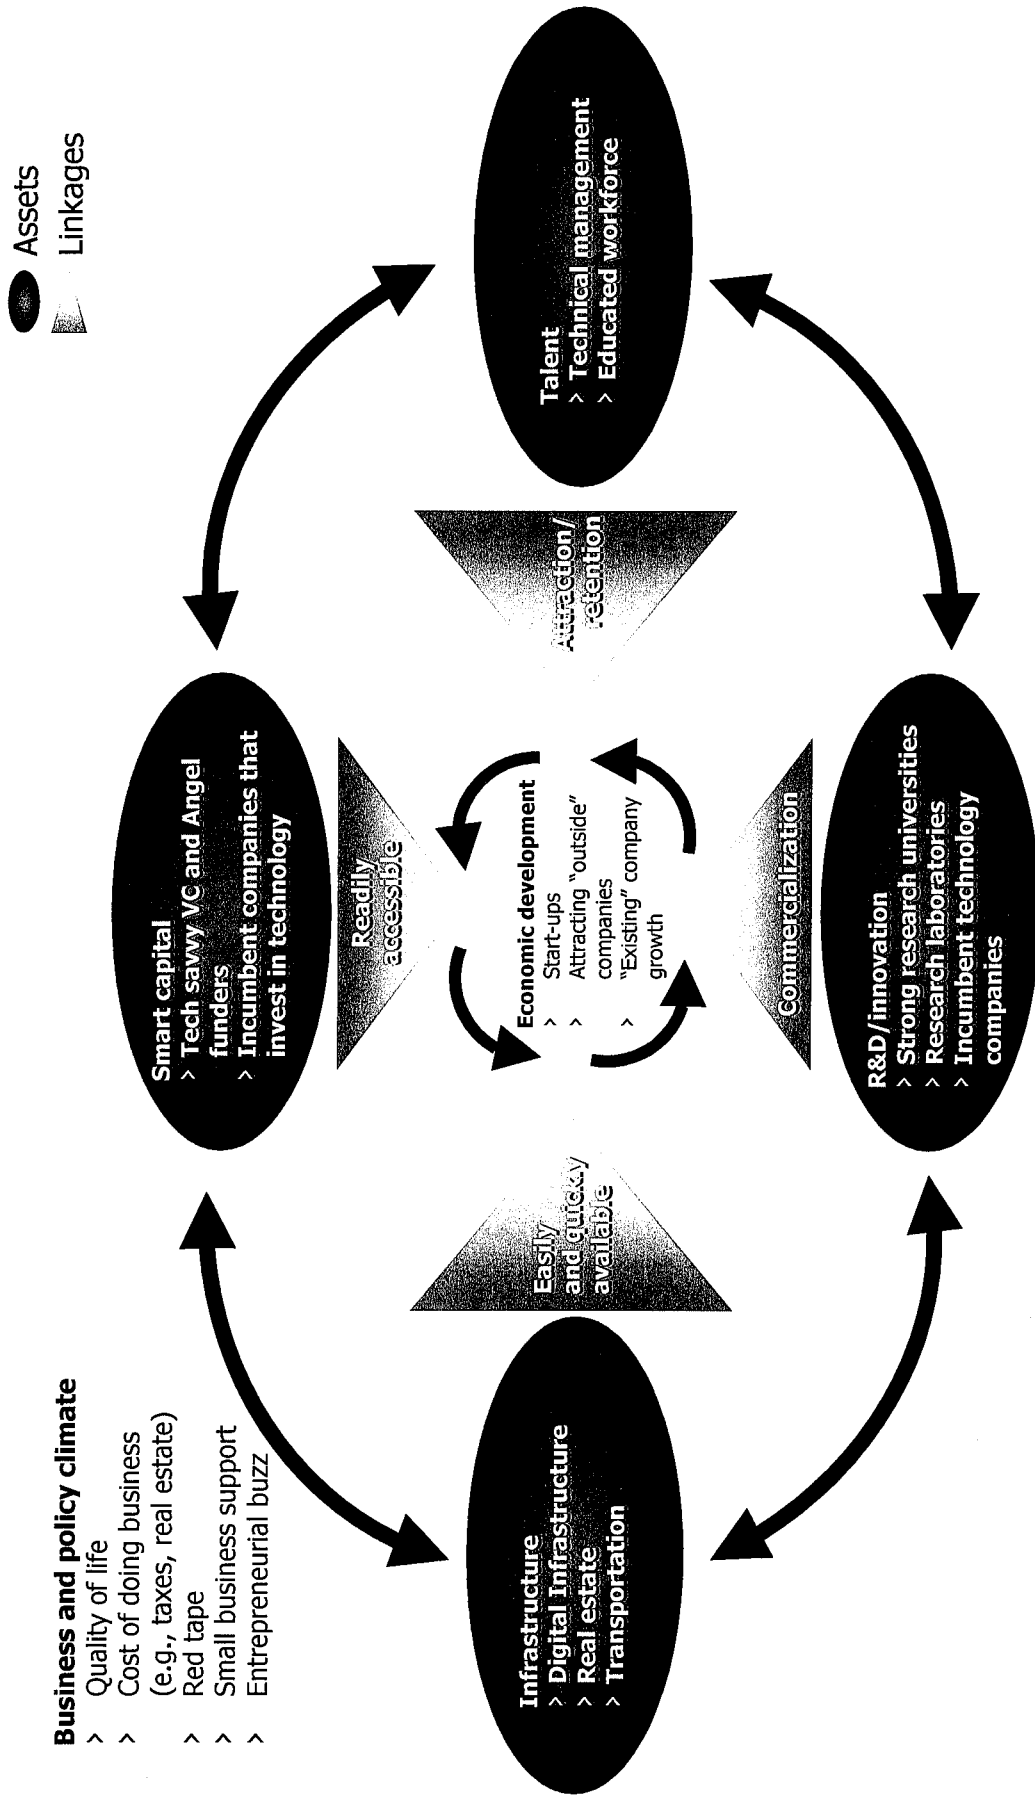 Assets
Linkages
Business and policy climate
> Quality of life
> Cost of doing business
(e.g., taxes, real estate)
> Red tape
> Small business support
> Entrepreneurial buzz
Smart capital
> Tech savvy VC and Angel
funders
> Incumbent companies that
invest in technology
Readily
accessible
Infrastructure
> Digital Infrastructure
> Real estate
> Transportation
Easily
and quickly
available
Economic development
> Start-ups
> Attracting "outside"
companies
> "Existing" company
growth
Attraction/
retention
Talent
> Technical management
> Educated workforce
Commercialization
R&D/innovation
> Strong research universities
> Research laboratories
> Incumbent technology
companies